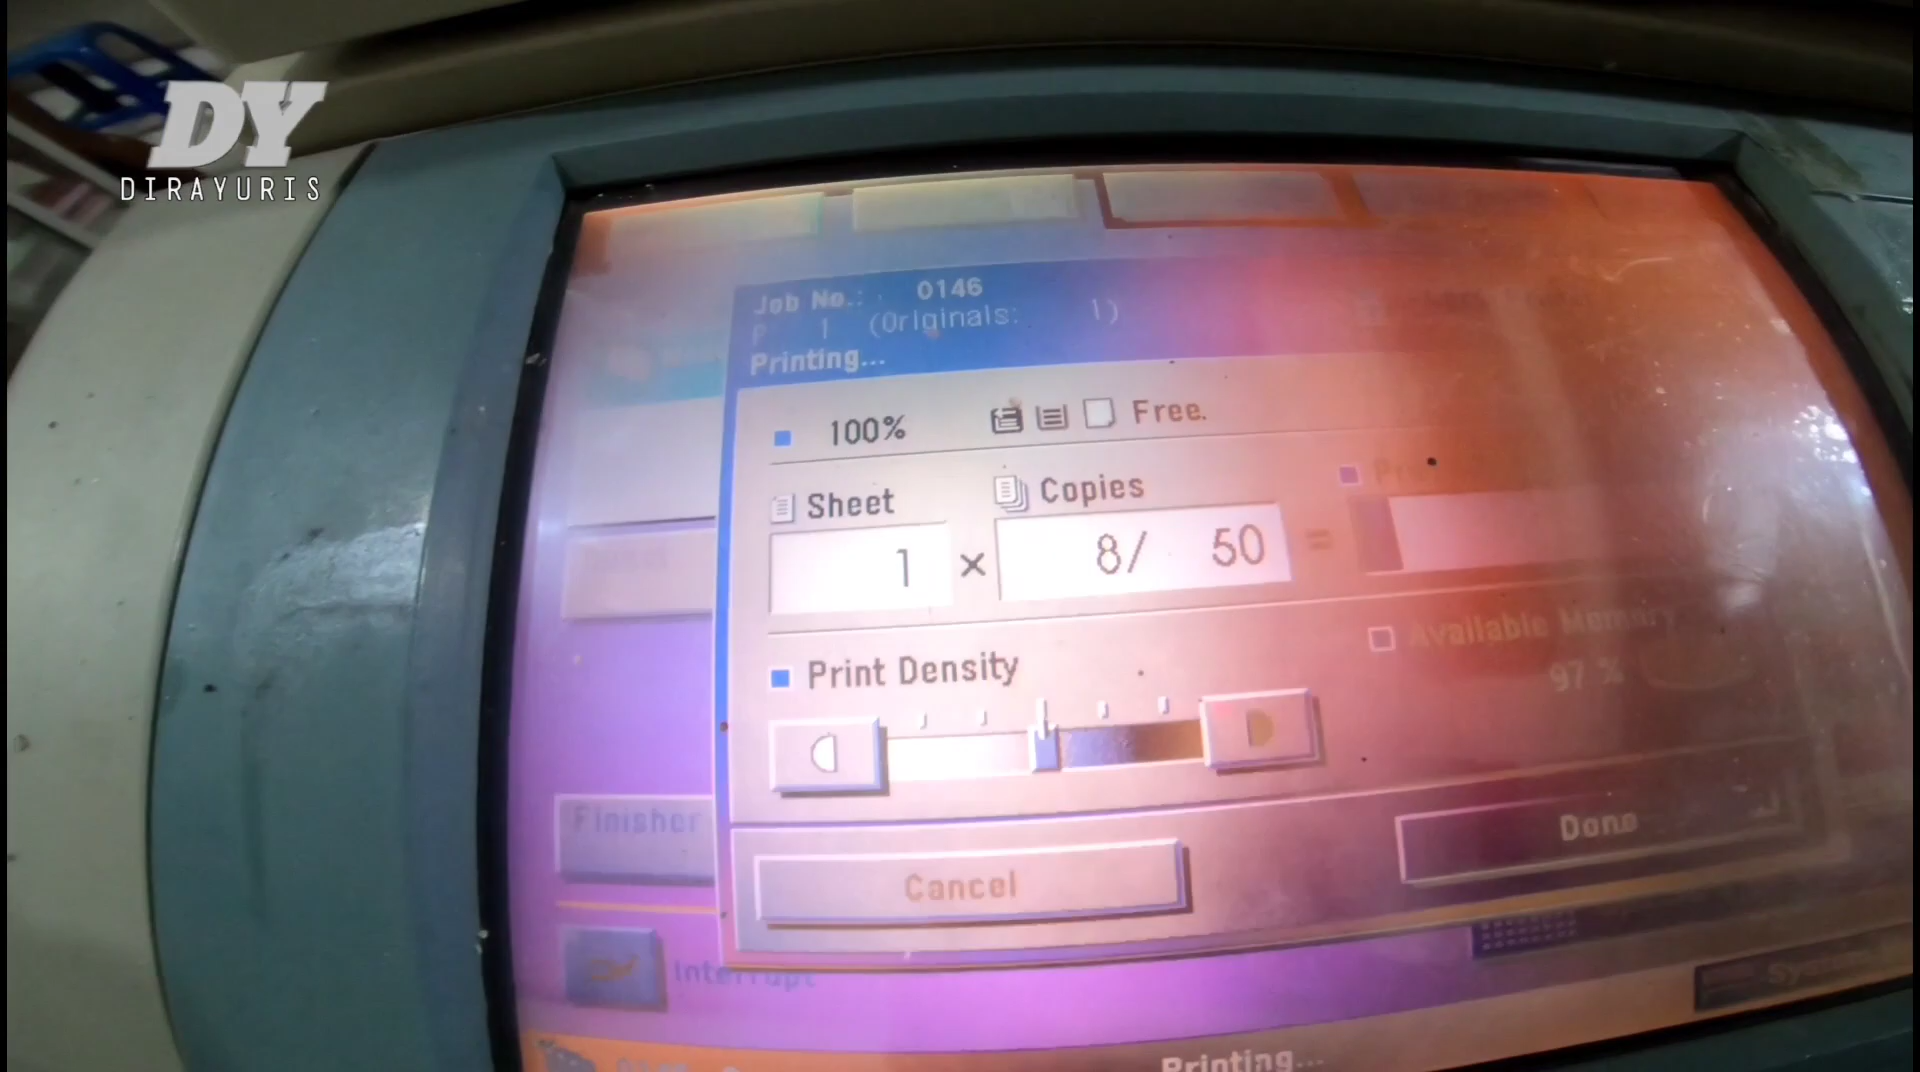 DY
DIRAYURIS
Job No.: 0146
P 1 (Originals: 1)
Printing...
100% Free.
Sheet Copies
1 × 8/ 50 =
Print Density
Available Memory
97 %
Finisher
Cancel
Done
Interrupt
Printing...